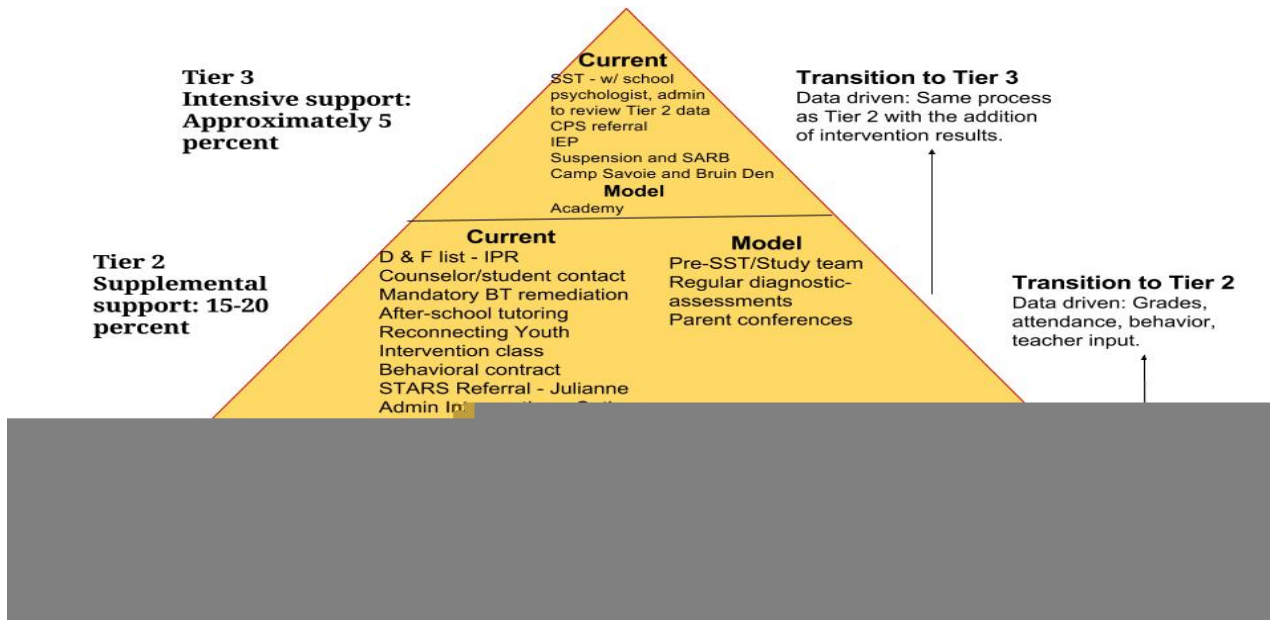 Tier 3
Intensive support:
Approximately 5
percent
Current
SST - w/ school
psychologist, admin
to review Tier 2 data
CPS referral
IEP
Suspension and SARB
Camp Savoie and Bruin Den
Model
Academy
Transition to Tier 3
Data driven: Same process
as Tier 2 with the addition
of intervention results.
Tier 2
Supplemental
support: 15-20
percent
Current
D & F list - IPR
Counselor/student contact
Mandatory BT remediation
After-school tutoring
Reconnecting Youth
Intervention class
Behavioral contract
STARS Referral - Julianne
Admin
Model
Pre-SST/Study team
Regular diagnostic-
assessments
Parent conferences
Transition to Tier 2
Data driven: Grades,
attendance, behavior,
teacher input.